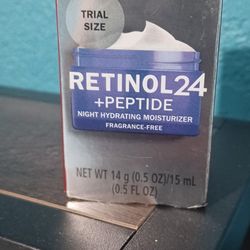 TRIAL
SIZE
RETINOL24
+PEPTIDE
NIGHT HYDRATING MOISTURIZER
FRAGRANCE-FREE
NET WT 14 g (0.5 OZ)/15 mL
(0.5 FL OZ)